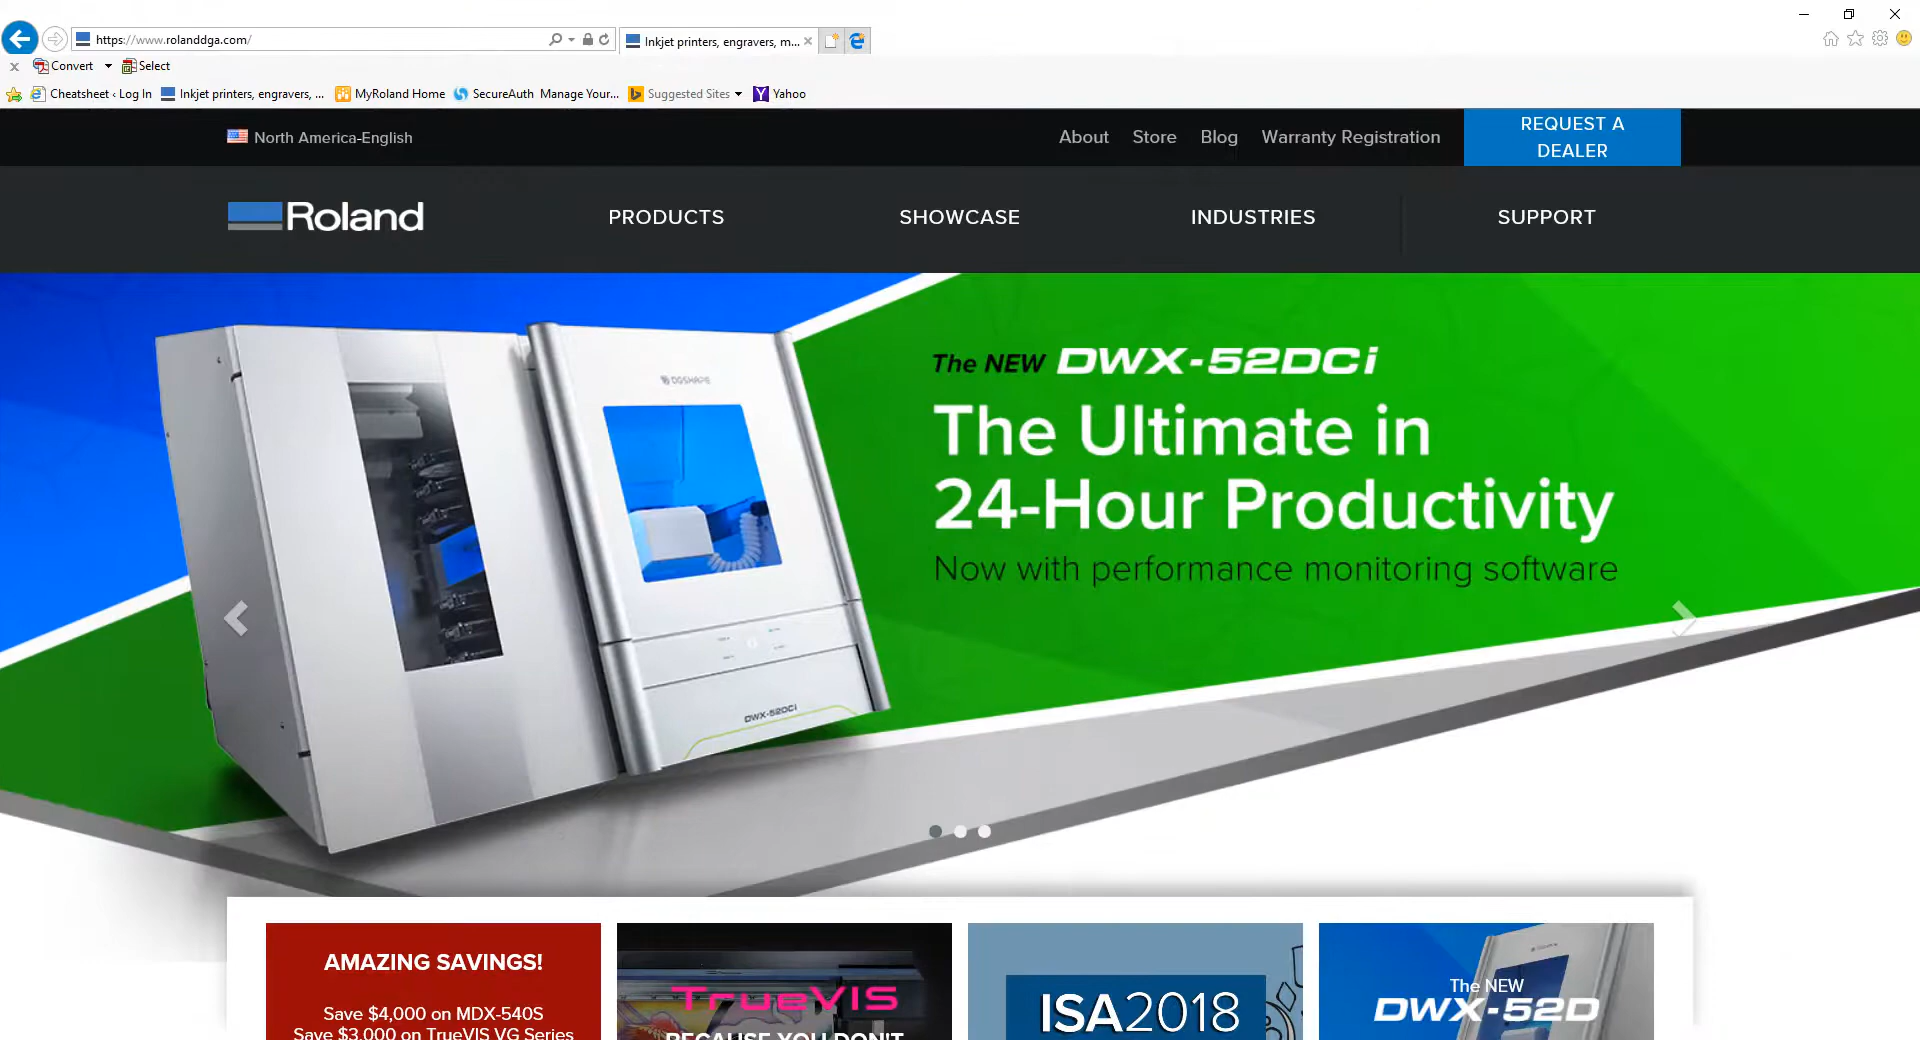 https://www.rolanddga.com/
Inkjet printers, engravers, m...
Convert
Select
Cheatsheet ‹ Log In
Inkjet printers, engravers, ...
MyRoland Home
SecureAuth Manage Your...
Suggested Sites
Yahoo
North America-English
About
Store
Blog
Warranty Registration
REQUEST A
DEALER
Roland
PRODUCTS
SHOWCASE
INDUSTRIES
SUPPORT
DGSHAPE
The NEW DWX-52DCi
The Ultimate in
24-Hour Productivity
Now with performance monitoring software
DWX-52DCi
AMAZING SAVINGS!
Save $4,000 on MDX-540S
Save $3,000 on TrueVIS VG Series
TrueVIS
BECAUSE YOU DON'T
ISA2018
The NEW
DWX-52D